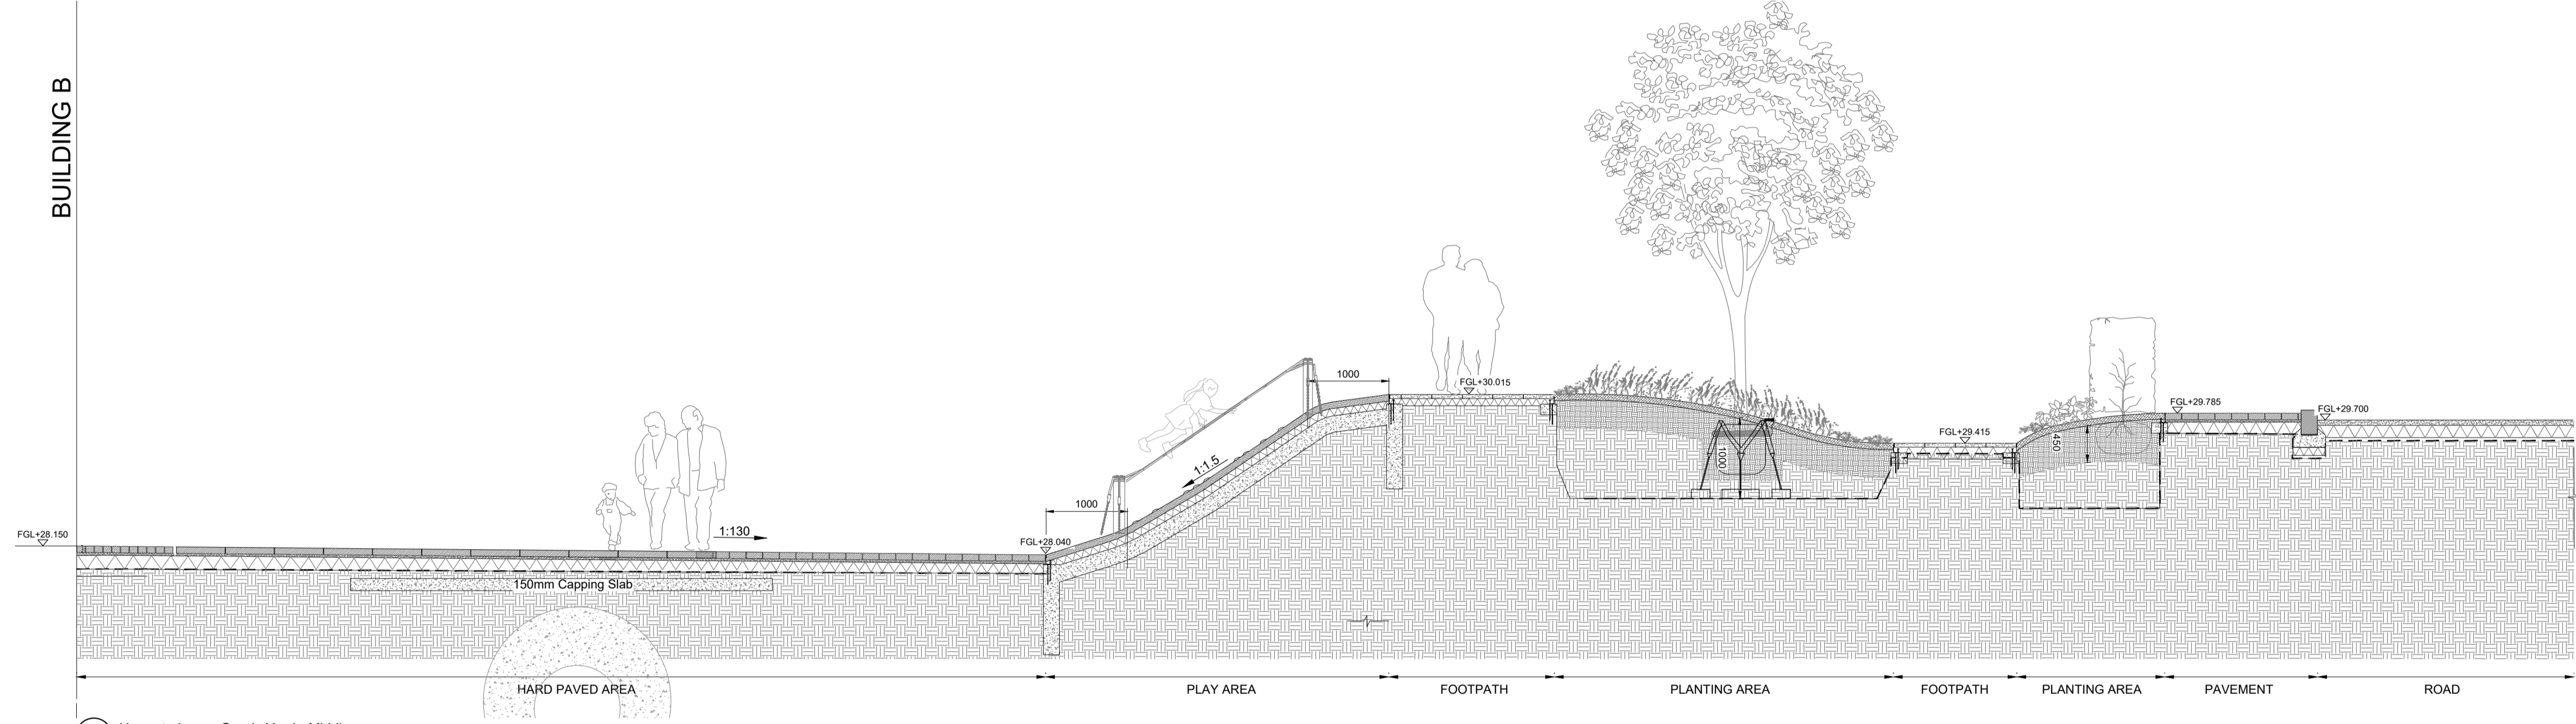 BUILDING B
1000
FGL+30.015
FGL+29.785
FGL+29.700
FGL+29.415
450
1000
1:1.5
1000
1:130
FGL+28.150
FGL+28.040
150mm Capping Slab
HARD PAVED AREA
PLAY AREA
FOOTPATH
PLANTING AREA
FOOTPATH
PLANTING AREA
PAVEMENT
ROAD